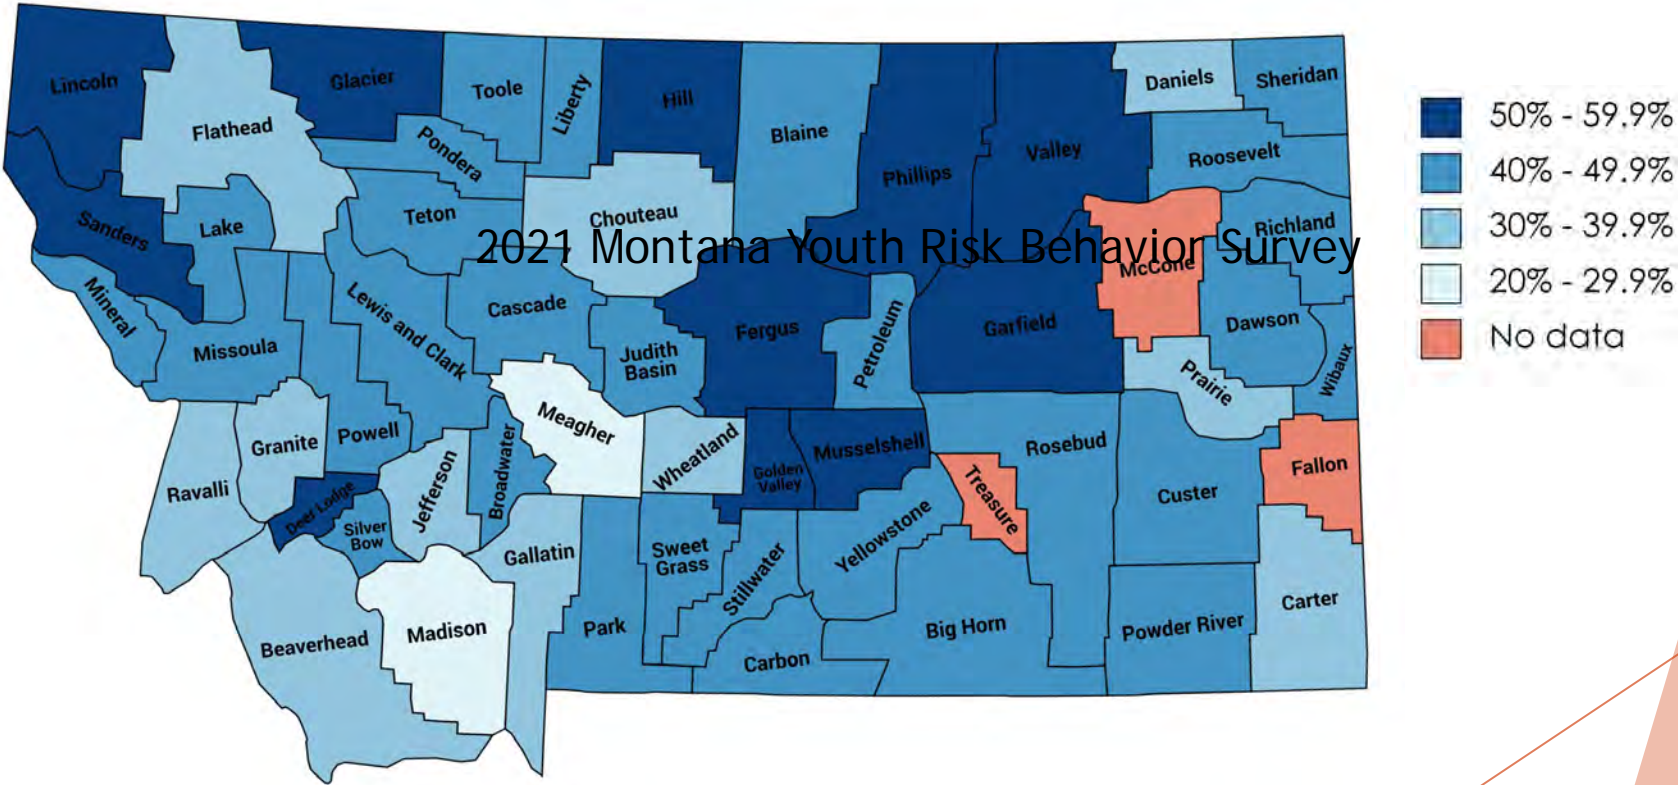 Lincoln
Glacier
Toole
Liberty
Hill
Blaine
Phillips
Valley
Daniels
Sheridan
Flathead
Pondera
Roosevelt
Sanders
Lake
Teton
Chouteau
Richland
2021 Montana Youth Risk Behavior Survey
McCone
Mineral
Missoula
Lewis and Clark
Cascade
Judith
Basin
Fergus
Petroleum
Garfield
Dawson
Wibaux
Prairie
Granite
Powell
Meagher
Wheatland
Golden
Valley
Musselshell
Rosebud
Ravalli
Deer Lodge
Silver
Bow
Jefferson
Broadwater
Treasure
Custer
Fallon
Gallatin
Sweet
Grass
Stillwater
Yellowstone
Beaverhead
Madison
Park
Carbon
Big Horn
Powder River
Carter
50% - 59.9%
40% - 49.9%
30% - 39.9%
20% - 29.9%
No data